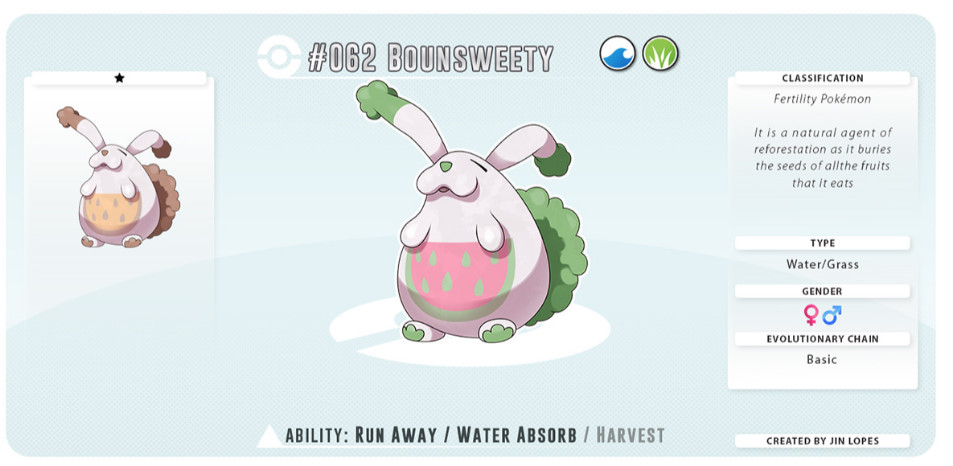 #062 Bounsweety
★
CLASSIFICATION
Fertility Pokémon
It is a natural agent of
reforestation as it buries
the seeds of allthe fruits
that it eats
TYPE
Water/Grass
GENDER
♀♂
EVOLUTIONARY CHAIN
Basic
ABILITY: Run Away / Water Absorb / Harvest
CREATED BY JIN LOPES